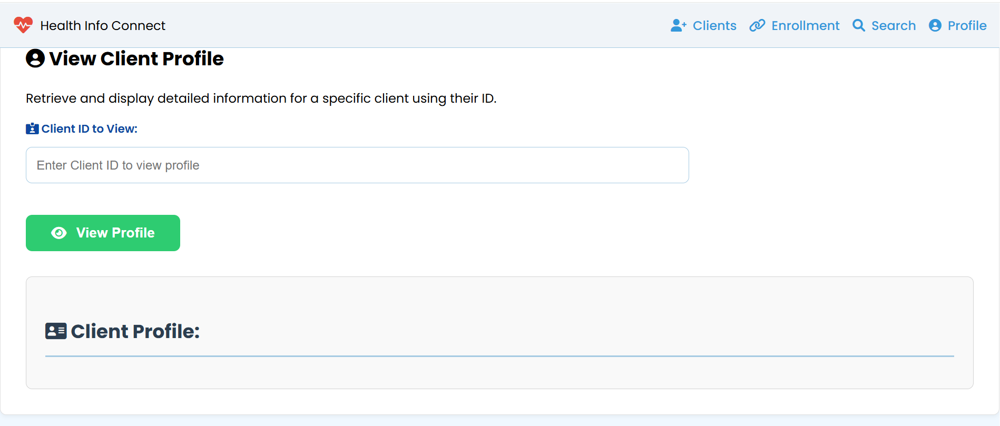 Health Info Connect
Clients
Enrollment
Search
Profile
View Client Profile
Retrieve and display detailed information for a specific client using their ID.
Client ID to View:
Enter Client ID to view profile
View Profile
Client Profile: